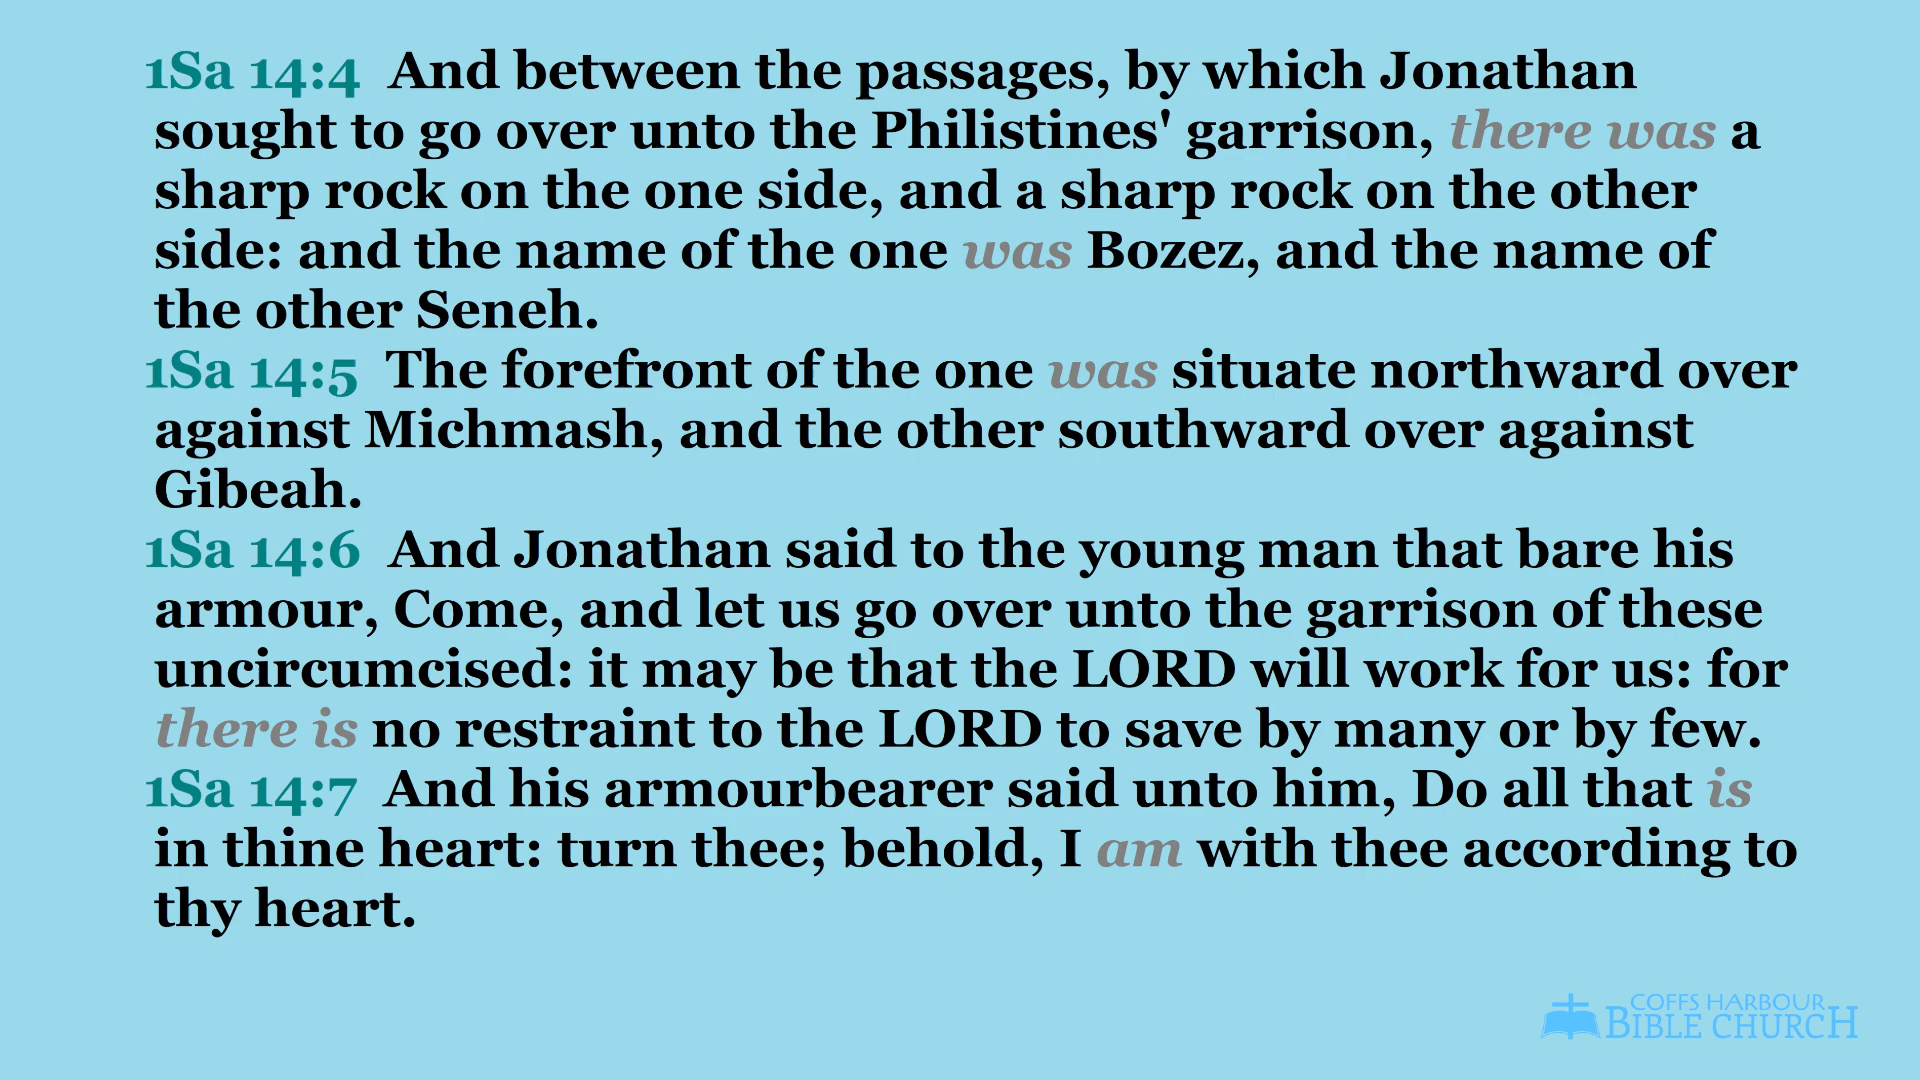 1Sa 14:4 And between the passages, by which Jonathan
sought to go over unto the Philistines' garrison, there was a
sharp rock on the one side, and a sharp rock on the other
side: and the name of the one was Bozez, and the name of
the other Seneh.
1Sa 14:5 The forefront of the one was situate northward over
against Michmash, and the other southward over against
Gibeah.
1Sa 14:6 And Jonathan said to the young man that bare his
armour, Come, and let us go over unto the garrison of these
uncircumcised: it may be that the LORD will work for us: for
there is no restraint to the LORD to save by many or by few.
1Sa 14:7 And his armourbearer said unto him, Do all that is
in thine heart: turn thee; behold, I am with thee according to
thy heart.
COFFS HARBOUR
BIBLE CHURCH